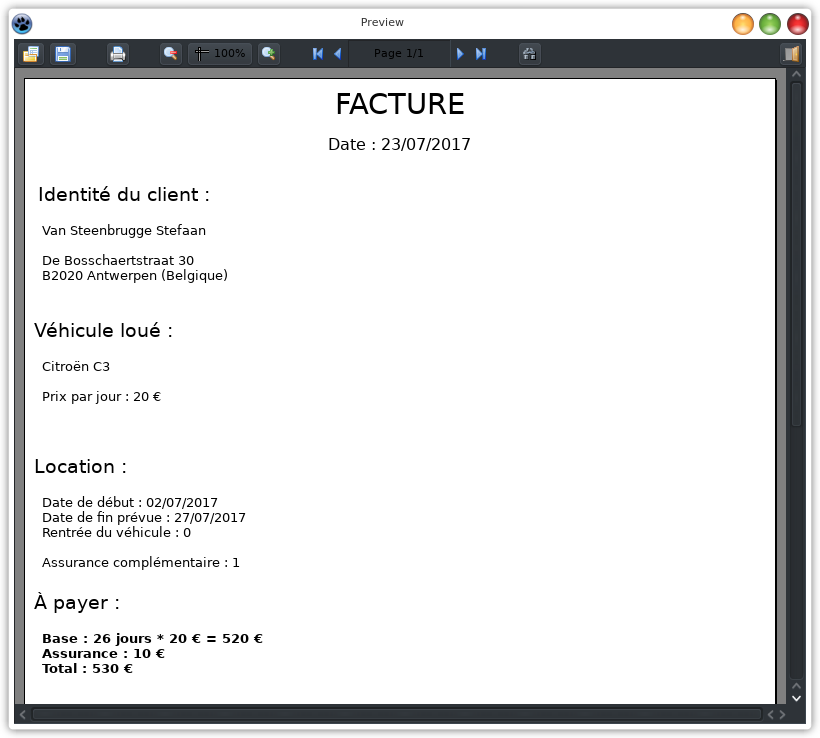 Preview
100%
Page 1/1
FACTURE
Date : 23/07/2017
Identité du client :
Van Steenbrugge Stefaan
De Bosschaertstraat 30
B2020 Antwerpen (Belgique)
Véhicule loué :
Citroën C3
Prix par jour : 20 €
Location :
Date de début : 02/07/2017
Date de fin prévue : 27/07/2017
Rentrée du véhicule : 0
Assurance complémentaire : 1
À payer :
Base : 26 jours * 20 € = 520 €
Assurance : 10 €
Total : 530 €